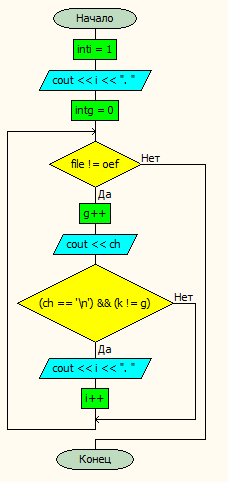 Начало
inti = 1
cout << i << ". "
intg = 0
file != oef
Нет
Да
g++
cout << ch
(ch == '\n') && (k != g)
Нет
Да
cout << i << ". "
i++
Конец